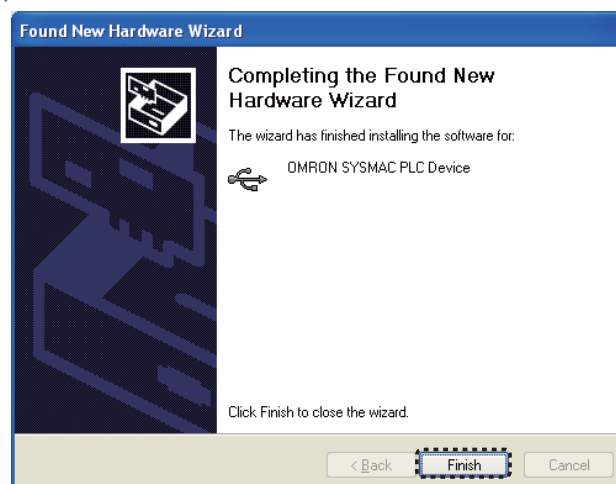 Found New Hardware Wizard
Completing the Found New
Hardware Wizard
The wizard has finished installing the software for:
OMRON SYSMAC PLC Device
Click Finish to close the wizard.
< Back Finish Cancel